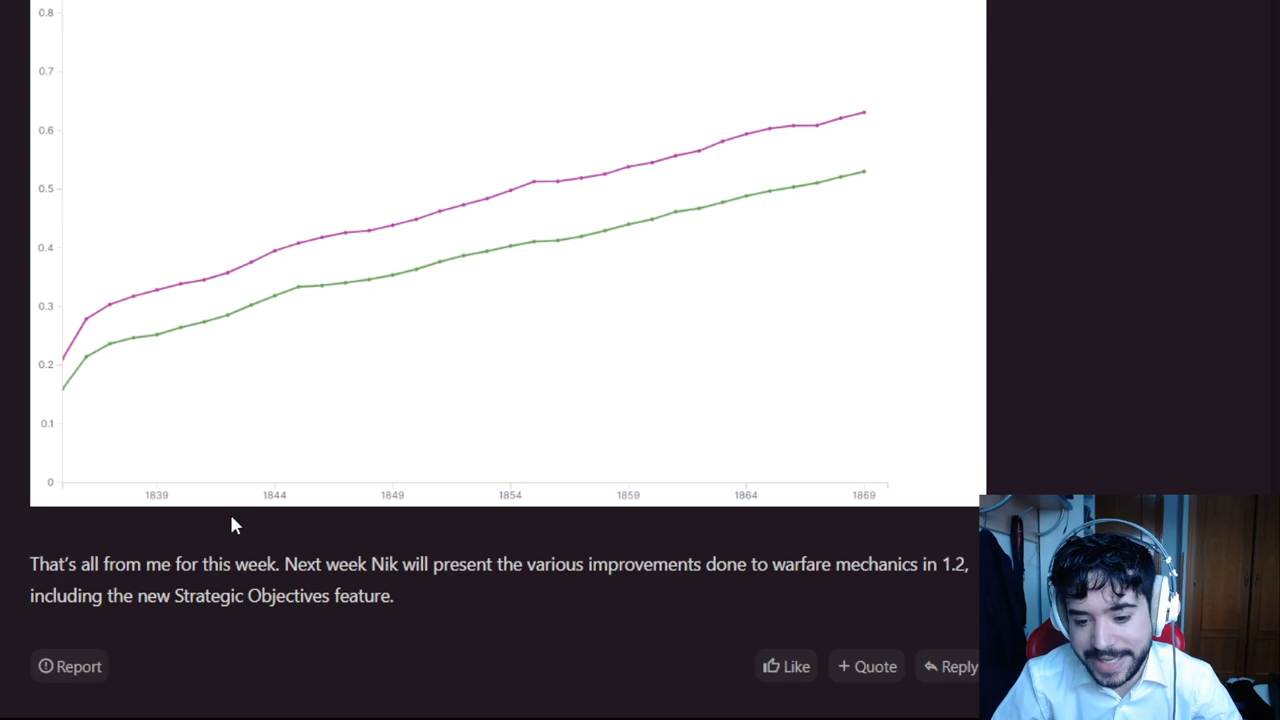 0.8
0.7
0.6
0.5
0.4
0.3
0.2
0.1
0
1839 1844 1849 1854 1859 1864 1869
That's all from me for this week. Next week Nik will present the various improvements done to warfare mechanics in 1.2,
including the new Strategic Objectives feature.
Report Like + Quote Reply